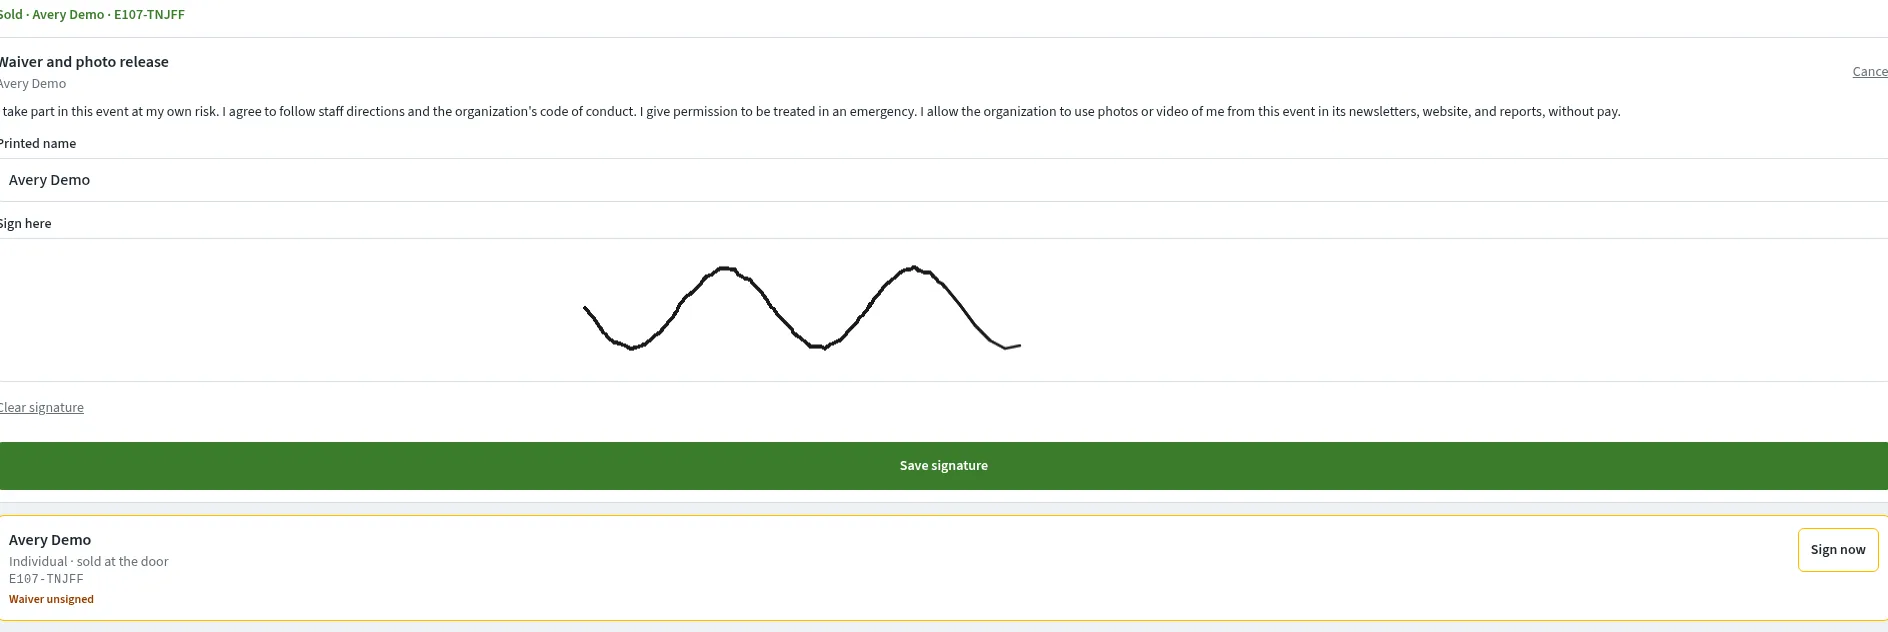 Sold · Avery Demo · E107-TNJFF
Waiver and photo release
Avery Demo
Cance
take part in this event at my own risk. I agree to follow staff directions and the organization's code of conduct. I give permission to be treated in an emergency. I allow the organization to use photos or video of me from this event in its newsletters, website, and reports, without pay.
Printed name
Avery Demo
Sign here
Clear signature
Save signature
Avery Demo
Sign now
Individual · sold at the door
E107-TNJFF
Waiver unsigned